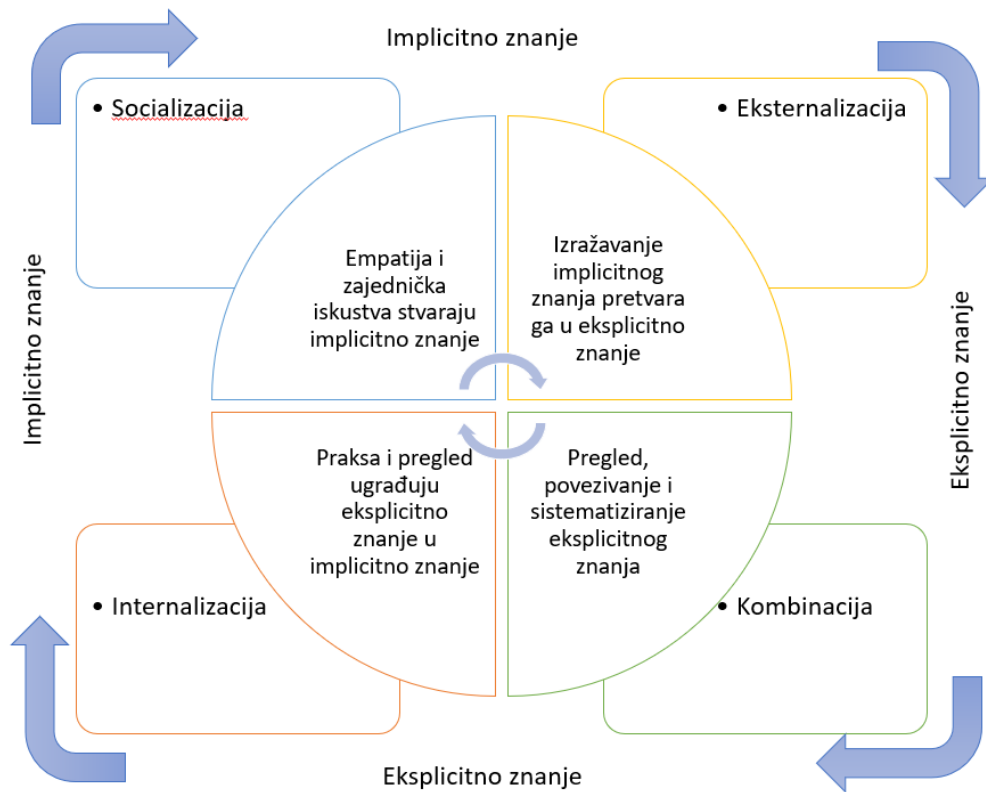 Implicitno znanje
• Socializacija
• Eksternalizacija
Empatija i
zajednička
iskustva stvaraju
implicitno znanje
Izražavanje
implicitnog
znanja pretvara
ga u eksplicitno
znanje
Implicitno znanje
Eksplicitno znanje
Praksa i pregled
ugrađuju
eksplicitno
znanje u
implicitno znanje
Pregled,
povezivanje i
sistematiziranje
eksplicitnog
znanja
• Internalizacija
• Kombinacija
Eksplicitno znanje